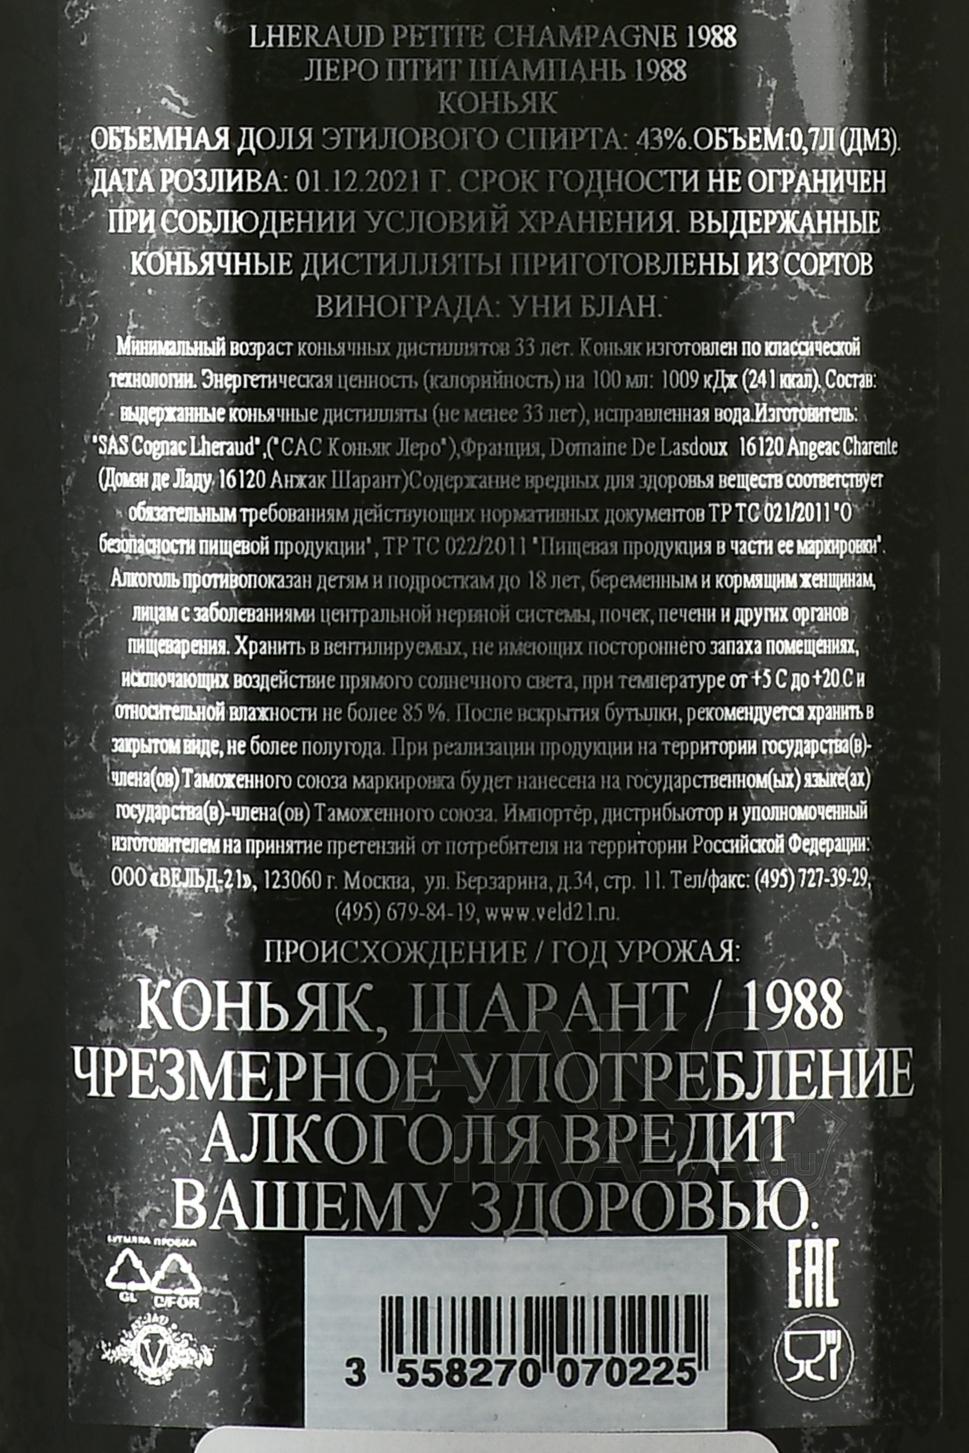 LHERAUD PETITE CHAMPAGNE 1988
ЛЕРО ПТИТ ШАМПАНЬ 1988
КОНЬЯК
ОБЪЕМНАЯ ДОЛЯ ЭТИЛОВОГО СПИРТА: 43%.ОБЪЕМ:0,7Л (ДМ3).
ДАТА РОЗЛИВА: 01.12.2021 Г. СРОК ГОДНОСТИ НЕ ОГРАНИЧЕН
ПРИ СОБЛЮДЕНИИ УСЛОВИЙ ХРАНЕНИЯ. ВЫДЕРЖАННЫЕ
КОНЬЯЧНЫЕ ДИСТИЛЛЯТЫ ПРИГОТОВЛЕНЫ ИЗ СОРТОВ
ВИНОГРАДА: УНИ БЛАН.
Минимальный возраст коньячных дистиллятов 33 лет. Коньяк изготовлен по классической
технологии. Энергетическая ценность (калорийность) на 100 мл: 1009 кДж (241 ккал). Состав:
выдержанные коньячные дистилляты (не менее 33 лет), исправленная вода.Изготовитель:
"SAS Cognac Lheraud",("САС Коньяк Леро"),Франция, Domaine De Lasdoux 16120 Angeac Charente
(Домэн де Ладу, 16120 Анжак Шарант)Содержание вредных для здоровья веществ соответствует
обязательным требованиям действующих нормативных документов ТР ТС 021/2011 "О
безопасности пищевой продукции", ТР ТС 022/2011 "Пищевая продукция в части ее маркировки".
Алкоголь противопоказан детям и подросткам до 18 лет, беременным и кормящим женщинам,
лицам с заболеваниями центральной нервной системы, почек, печени и других органов
пищеварения. Хранить в вентилируемых, не имеющих постороннего запаха помещениях,
исключающих воздействие прямого солнечного света, при температуре от +5 С до +20 С и
относительной влажности не более 85 %. После вскрытия бутылки, рекомендуется хранить в
закрытом виде, не более полугода. При реализации продукции на территории государства(в)-
члена(ов) Таможенного союза маркировка будет нанесена на государственном(ых) языке(ах)
государства(в)-члена(ов) Таможенного союза. Импортёр, дистрибьютор и уполномоченный
изготовителем на принятие претензий от потребителя на территории Российской Федерации:
ООО «ВЕЛЬД-21», 123060 г. Москва, ул. Берзарина, д.34, стр. 11. Тел/факс: (495) 727-39-29,
(495) 679-84-19, www.veld21.ru.
ПРОИСХОЖДЕНИЕ / ГОД УРОЖАЯ:
КОНЬЯК, ШАРАНТ / 1988
ЧРЕЗМЕРНОЕ УПОТРЕБЛЕНИЕ
АЛКОГОЛЯ ВРЕДИТ
ВАШЕМУ ЗДОРОВЬЮ.
БУТЫЛКА ПРОБКА
GL C/FOR
EAC
V
3 558270 070225
АЛКО
ПЛАЗА.ru